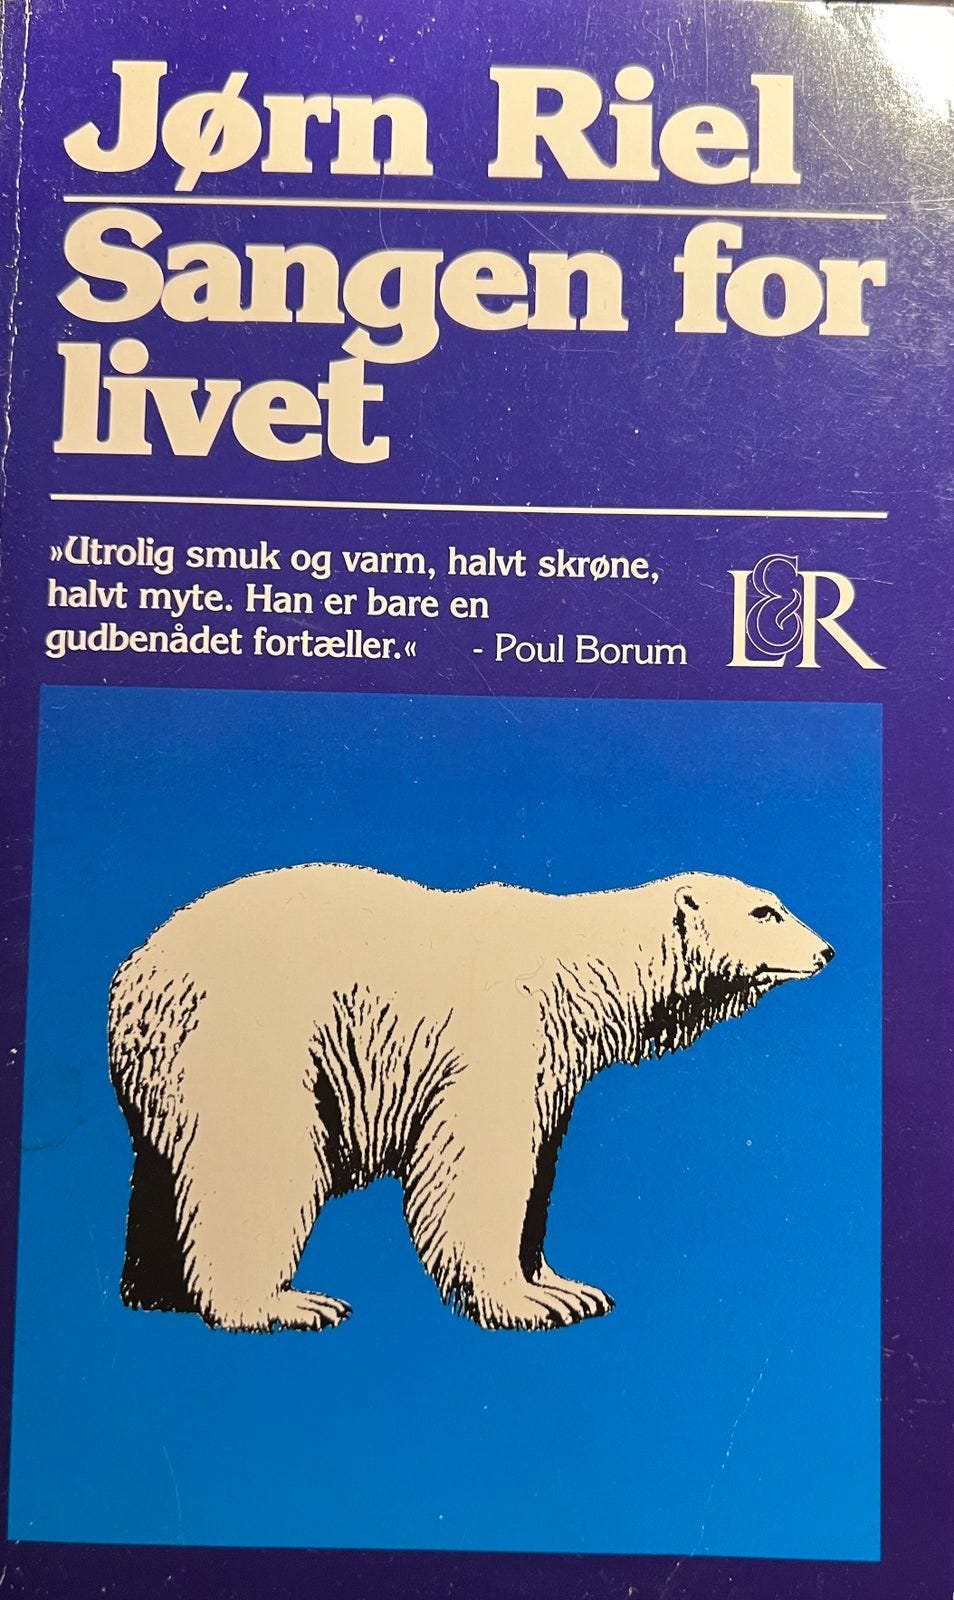 Jørn Riel
Sangen for
livet
»Utrolig smuk og varm, halvt skrøne,
halvt myte. Han er bare en
gudbenådet fortæller.« - Poul Borum
L&R